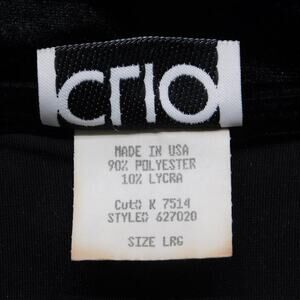 crio
MADE IN USA
90% POLYESTER
10% LYCRA
Cut# K 7514
STYLE# 627020
SIZE LRG